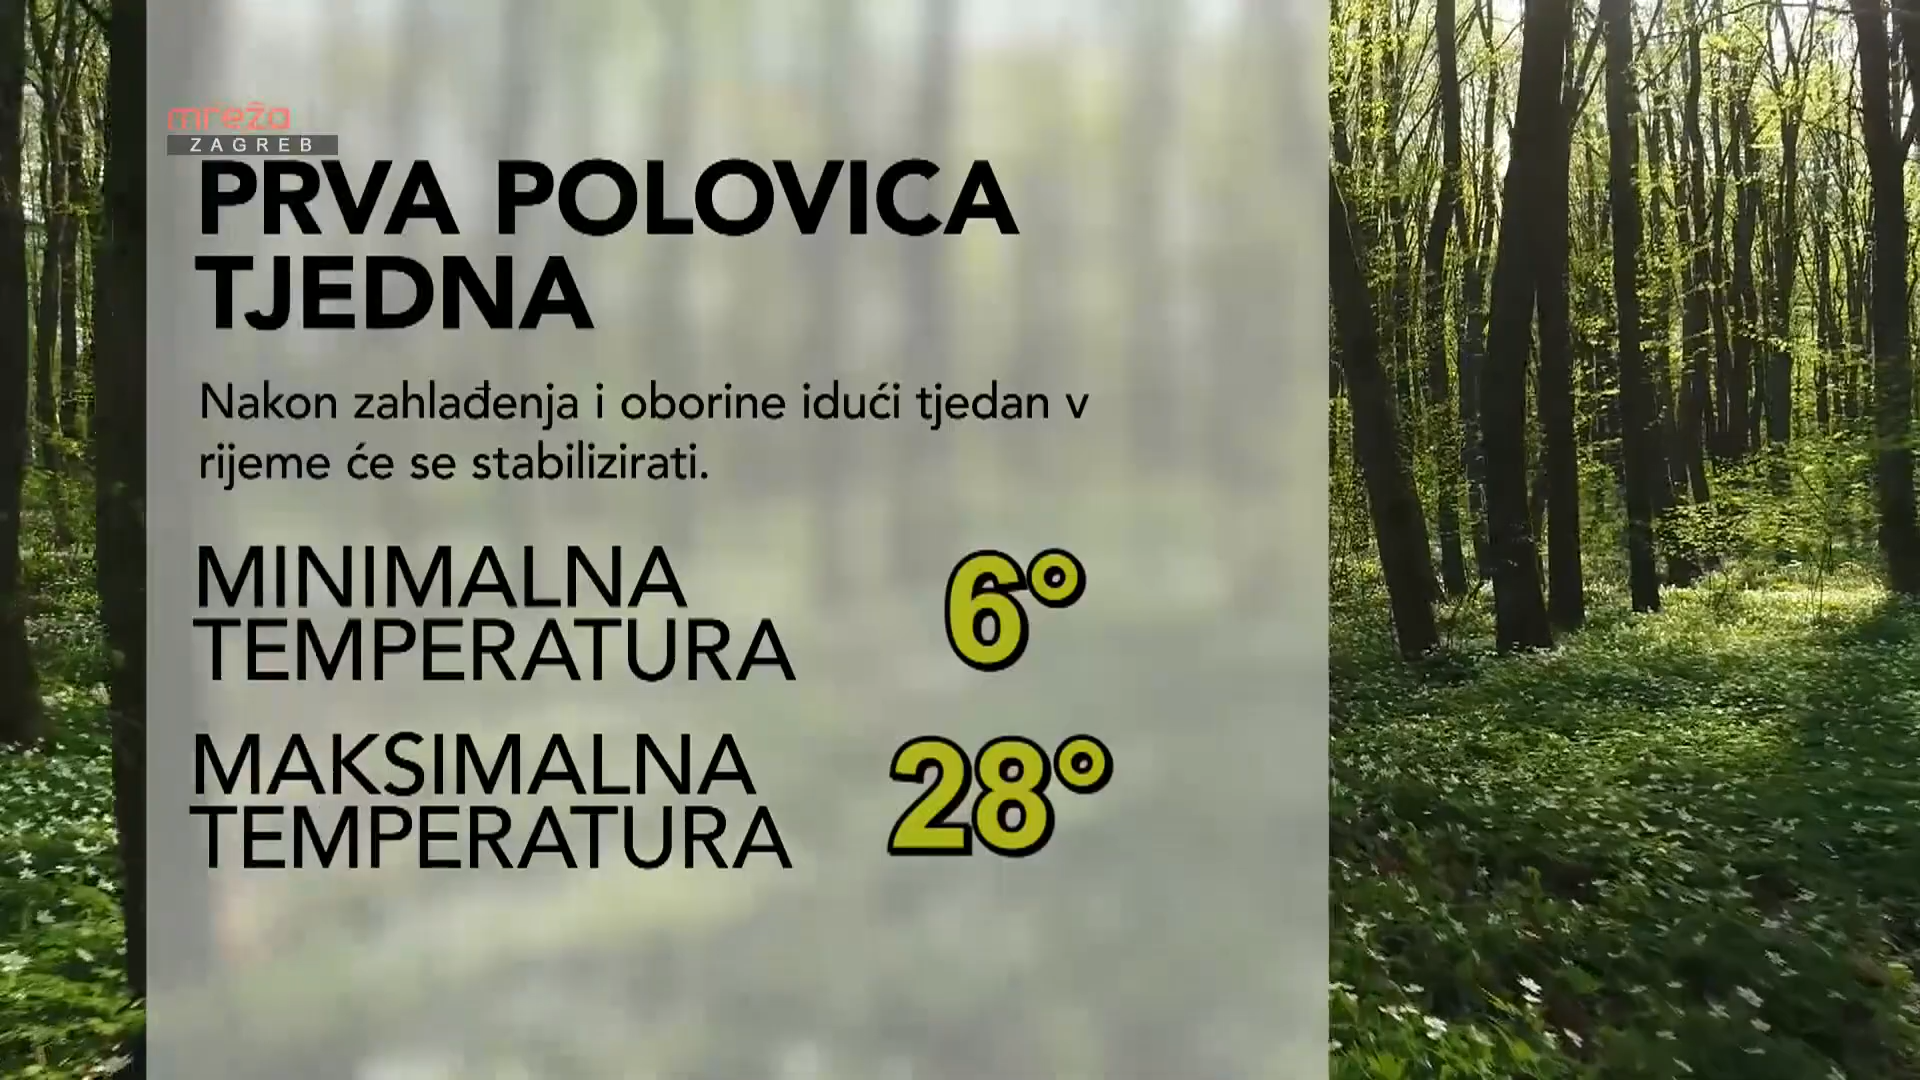 mreža
ZAGREB
PRVA POLOVICA
TJEDNA
Nakon zahlađenja i oborine idući tjedan v
rijeme će se stabilizirati.
MINIMALNA
TEMPERATURA
6°
MAKSIMALNA
TEMPERATURA
28°